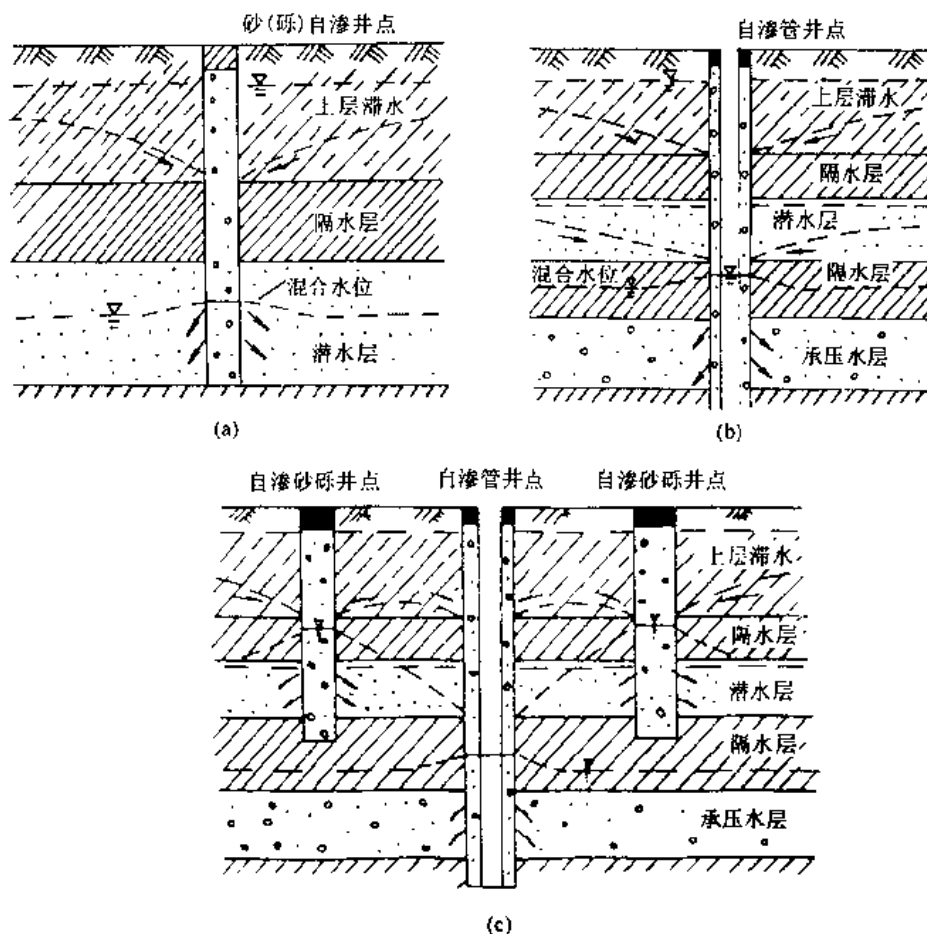 砂(砾)自渗井点
上层滞水
隔水层
混合水位
潜水层
(a)
自渗管井点
上层滞水
隔水层
潜水层
混合水位
隔水层
承压水层
(b)
自渗砂砾井点
自渗管井点
自渗砂砾井点
上层滞水
隔水层
潜水层
隔水层
承压水层
(c)